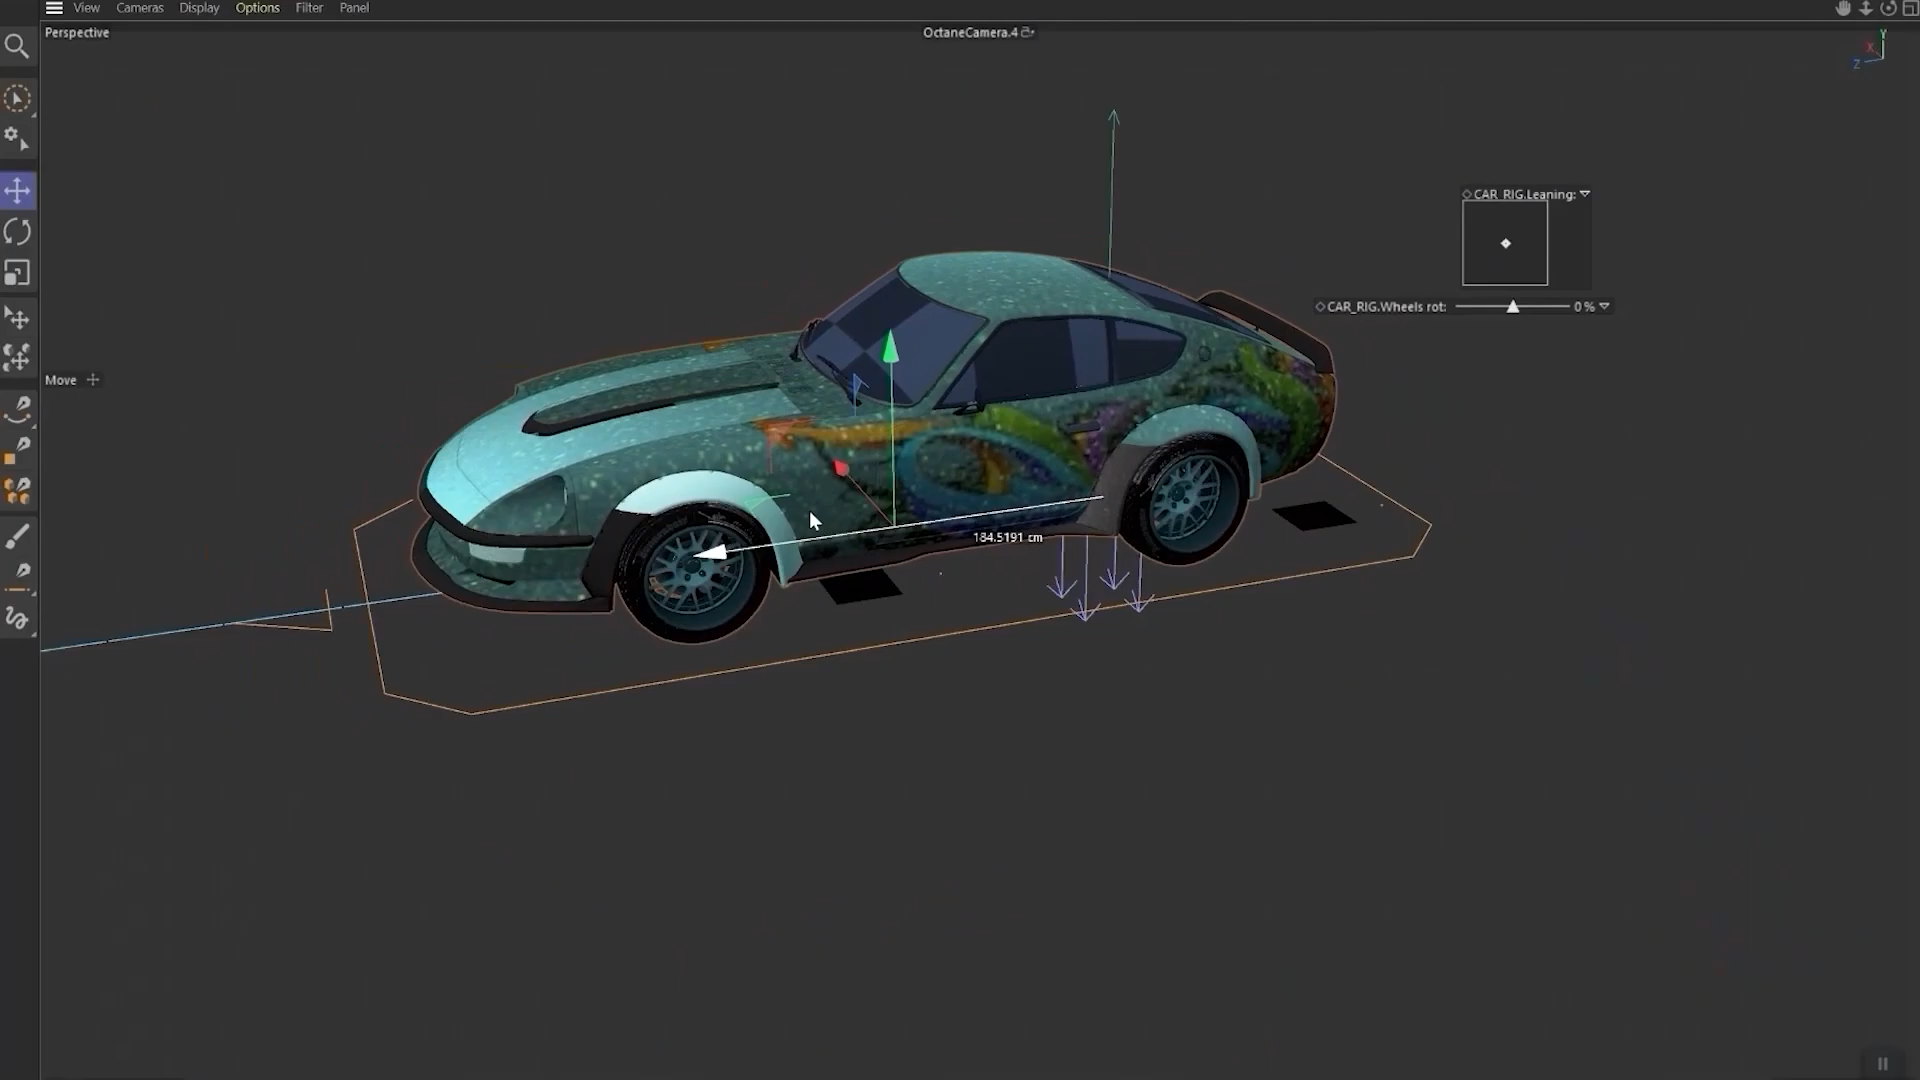 View Cameras Display Options Filter Panel
Perspective
OctaneCamera.4
Y
X
Z
CAR_RIG.Leaning:
CAR_RIG.Wheels rot: 0 %
Move
184.5191 cm